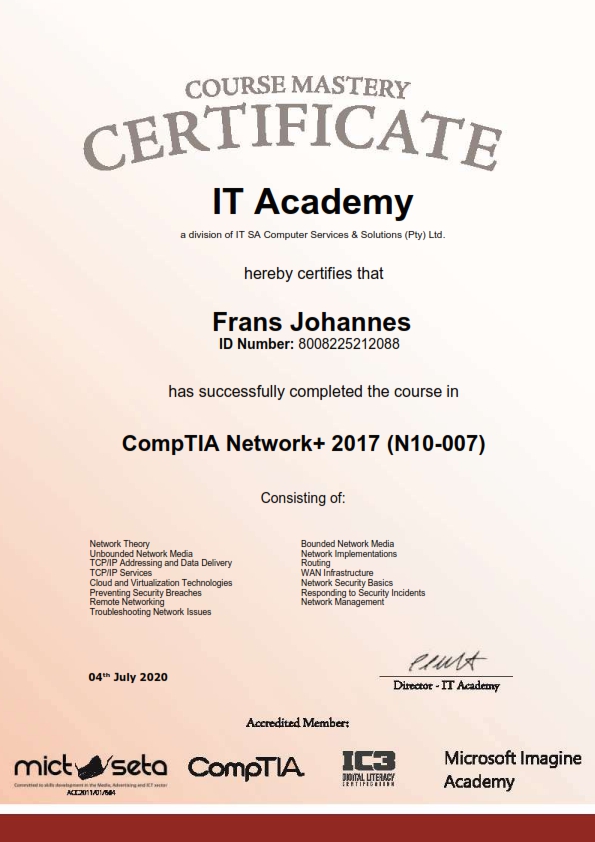 COURSE MASTERY
CERTIFICATE
IT Academy
a division of IT SA Computer Services & Solutions (Pty) Ltd.
hereby certifies that
Frans Johannes
ID Number: 8008225212088
has successfully completed the course in
CompTIA Network+ 2017 (N10-007)
Consisting of:
Network Theory
Unbounded Network Media
TCP/IP Addressing and Data Delivery
TCP/IP Services
Cloud and Virtualization Technologies
Preventing Security Breaches
Remote Networking
Troubleshooting Network Issues
Bounded Network Media
Network Implementations
Routing
WAN Infrastructure
Network Security Basics
Responding to Security Incidents
Network Management
04th July 2020
Director - IT Academy
Accredited Member:
mict seta
Committed to skills development in the Media, Advertising and ICT sector
CompTIA.
IC3
DIGITAL LITERACY
CERTIFICATION
Microsoft Imagine
Academy